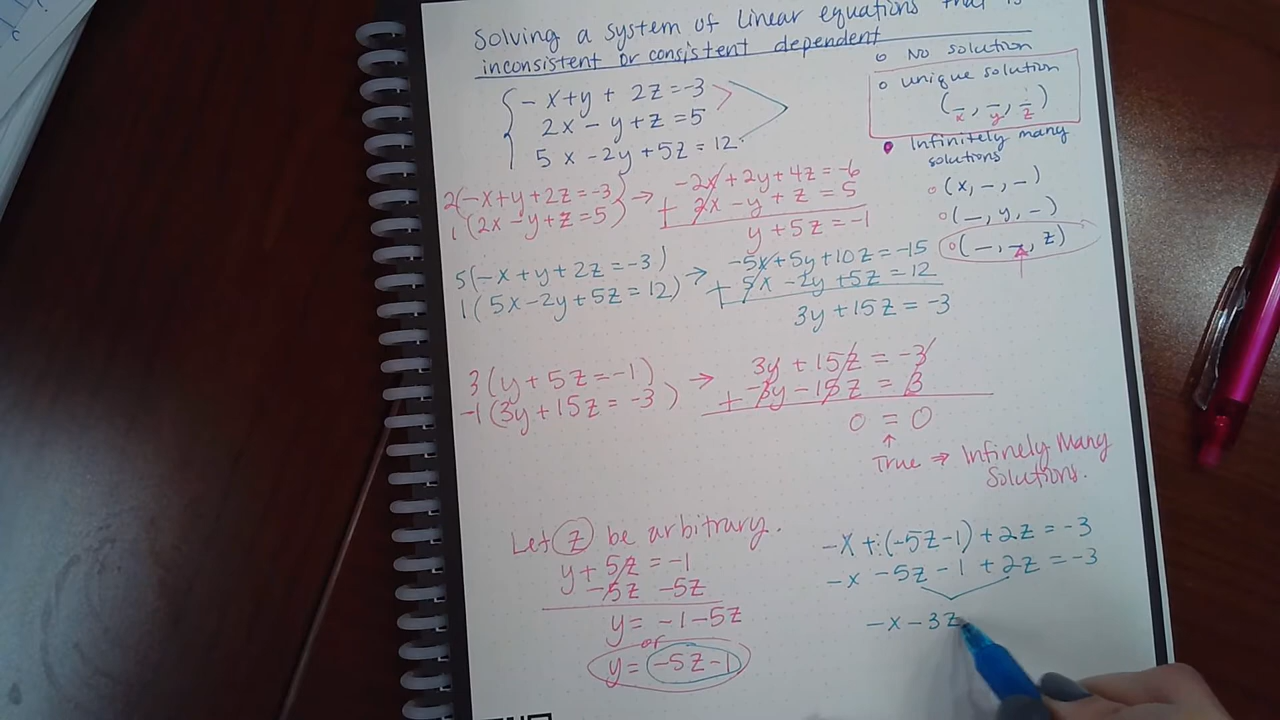 Solving a system of linear equations that is
inconsistent or consistent dependent
-x+y+2z=-3
2x-y+z=5
5x-2y+5z=12
o No solution
o unique solution
(_, _, _)
x y z
Infinitely many
solutions
o (x, _, _)
o (_, y, _)
o (_, _, z)
2(-x+y+2z=-3) → -2x+2y+4z=-6
1(2x-y+z=5) + 2x-y+z=5
y+5z=-1
5(-x+y+2z=-3) → -5x+5y+10z=-15
1(5x-2y+5z=12) + 5x-2y+5z=12
3y+15z=-3
3(y+5z=-1) → 3y+15z=-3
-1(3y+15z=-3) + -3y-15z=3
0=0
↑
True ⇒ Infinely Many
Solutions.
Let z be arbitrary.
y+5z=-1
-5z -5z
y=-1-5z
or
y=-5z-1
-x+(-5z-1)+2z=-3
-x-5z-1+2z=-3
-x-3z